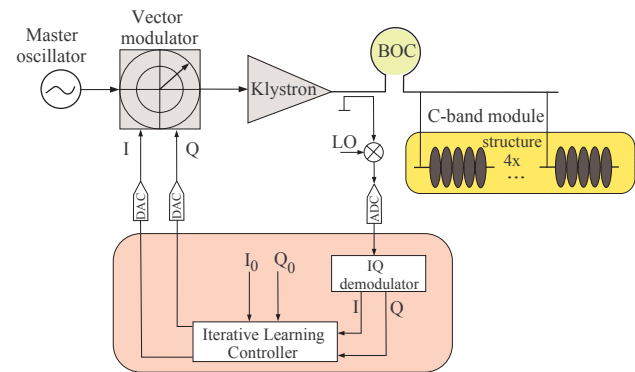 Master
oscillator
Vector
modulator
Klystron
BOC
C-band module
structure
4x
...
LO
I
Q
DAC
DAC
ADC
I0
Q0
IQ
demodulator
I
Q
Iterative Learning
Controller